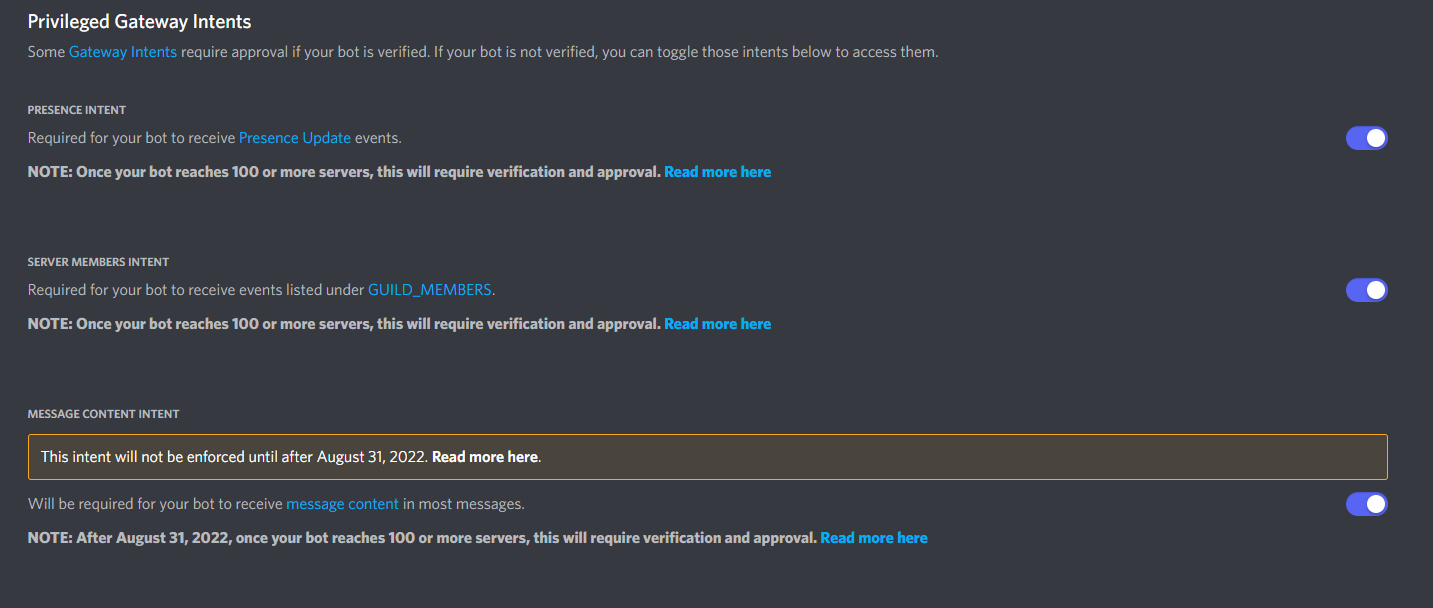 Privileged Gateway Intents
Some Gateway Intents require approval if your bot is verified. If your bot is not verified, you can toggle those intents below to access them.
PRESENCE INTENT
Required for your bot to receive Presence Update events.
NOTE: Once your bot reaches 100 or more servers, this will require verification and approval. Read more here
SERVER MEMBERS INTENT
Required for your bot to receive events listed under GUILD_MEMBERS.
NOTE: Once your bot reaches 100 or more servers, this will require verification and approval. Read more here
MESSAGE CONTENT INTENT
This intent will not be enforced until after August 31, 2022. Read more here.
Will be required for your bot to receive message content in most messages.
NOTE: After August 31, 2022, once your bot reaches 100 or more servers, this will require verification and approval. Read more here